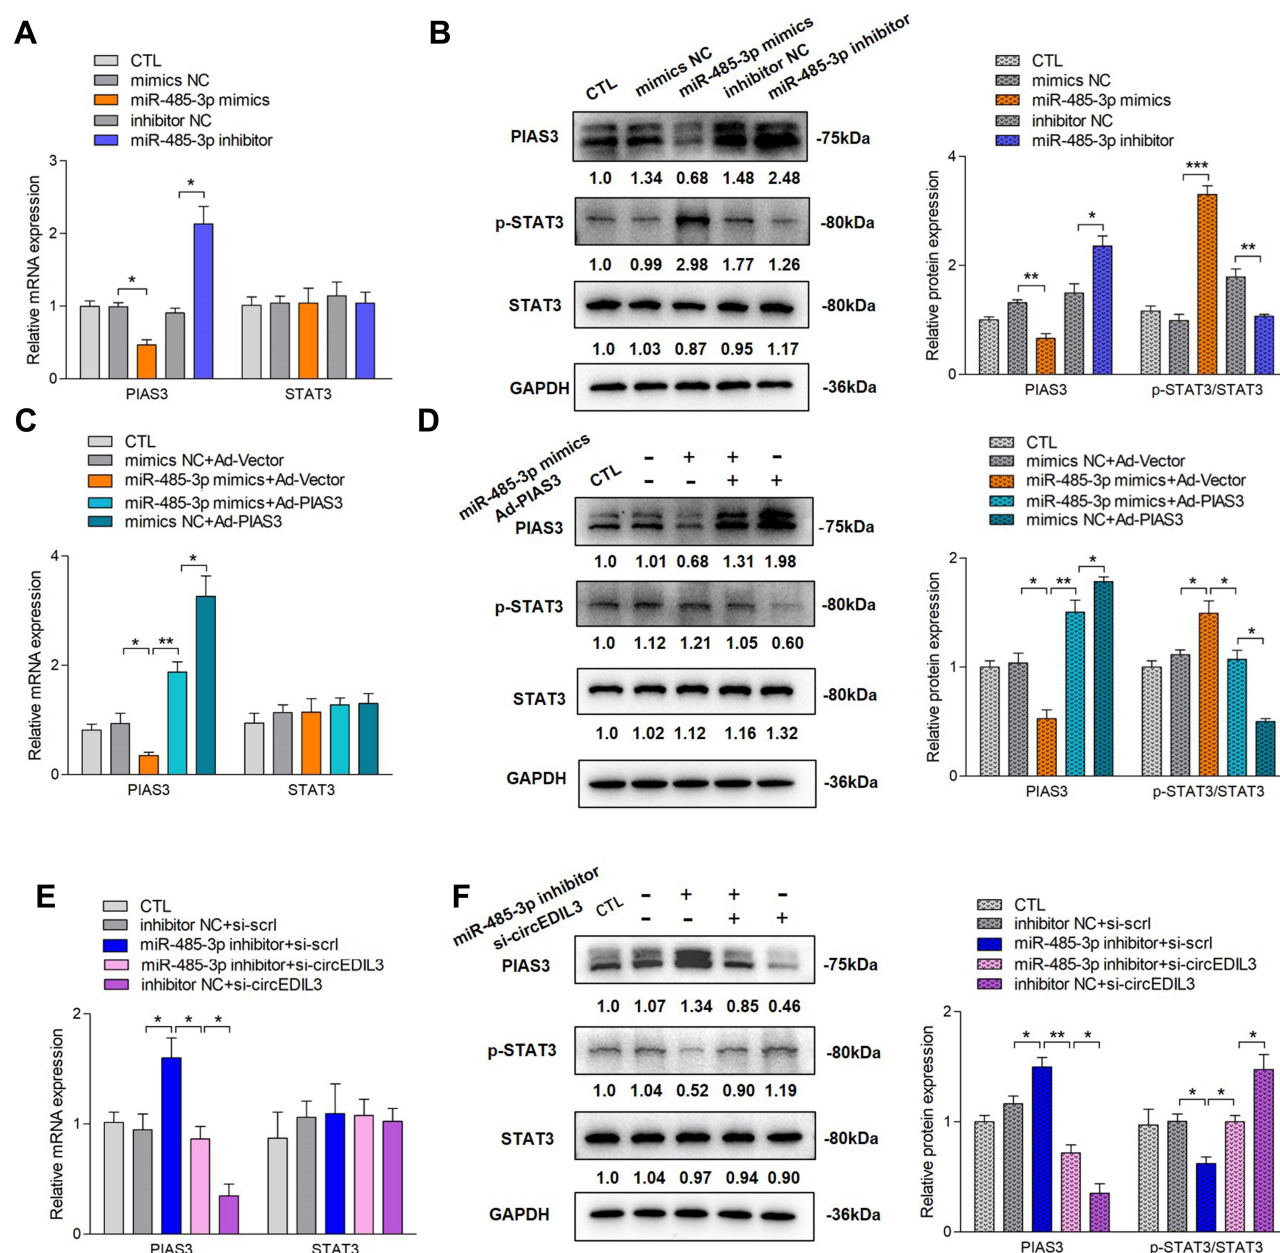 A
CTL
mimics NC
miR-485-3p mimics
inhibitor NC
miR-485-3p inhibitor
Relative mRNA expression
3
2
1
0
*
*
PIAS3
STAT3
B
CTL
mimics NC
miR-485-3p mimics
inhibitor NC
miR-485-3p inhibitor
PIAS3
-75kDa
1.0 1.34 0.68 1.48 2.48
p-STAT3
-80kDa
1.0 0.99 2.98 1.77 1.26
STAT3
-80kDa
1.0 1.03 0.87 0.95 1.17
GAPDH
-36kDa
CTL
mimics NC
miR-485-3p mimics
inhibitor NC
miR-485-3p inhibitor
Relative protein expression
4
2
0
**
*
***
**
PIAS3
p-STAT3/STAT3
C
CTL
mimics NC+Ad-Vector
miR-485-3p mimics+Ad-Vector
miR-485-3p mimics+Ad-PIAS3
mimics NC+Ad-PIAS3
Relative mRNA expression
4
2
0
*
**
*
PIAS3
STAT3
D
miR-485-3p mimics
Ad-PIAS3
CTL
- + + -
- - + +
PIAS3
-75kDa
1.0 1.01 0.68 1.31 1.98
p-STAT3
-80kDa
1.0 1.12 1.21 1.05 0.60
STAT3
-80kDa
1.0 1.02 1.12 1.16 1.32
GAPDH
-36kDa
CTL
mimics NC+Ad-Vector
miR-485-3p mimics+Ad-Vector
miR-485-3p mimics+Ad-PIAS3
mimics NC+Ad-PIAS3
Relative protein expression
2
1
0
*
**
*
*
*
*
PIAS3
p-STAT3/STAT3
E
CTL
inhibitor NC+si-scrl
miR-485-3p inhibitor+si-scrl
miR-485-3p inhibitor+si-circEDIL3
inhibitor NC+si-circEDIL3
Relative mRNA expression
2
1
0
*
*
*
PIAS3
STAT3
F
miR-485-3p inhibitor
si-circEDIL3
CTL
- + + -
- - + +
PIAS3
-75kDa
1.0 1.07 1.34 0.85 0.46
p-STAT3
-80kDa
1.0 1.04 0.52 0.90 1.19
STAT3
-80kDa
1.0 1.04 0.97 0.94 0.90
GAPDH
-36kDa
CTL
inhibitor NC+si-scrl
miR-485-3p inhibitor+si-scrl
miR-485-3p inhibitor+si-circEDIL3
inhibitor NC+si-circEDIL3
Relative protein expression
2
1
0
*
**
*
*
*
*
PIAS3
p-STAT3/STAT3